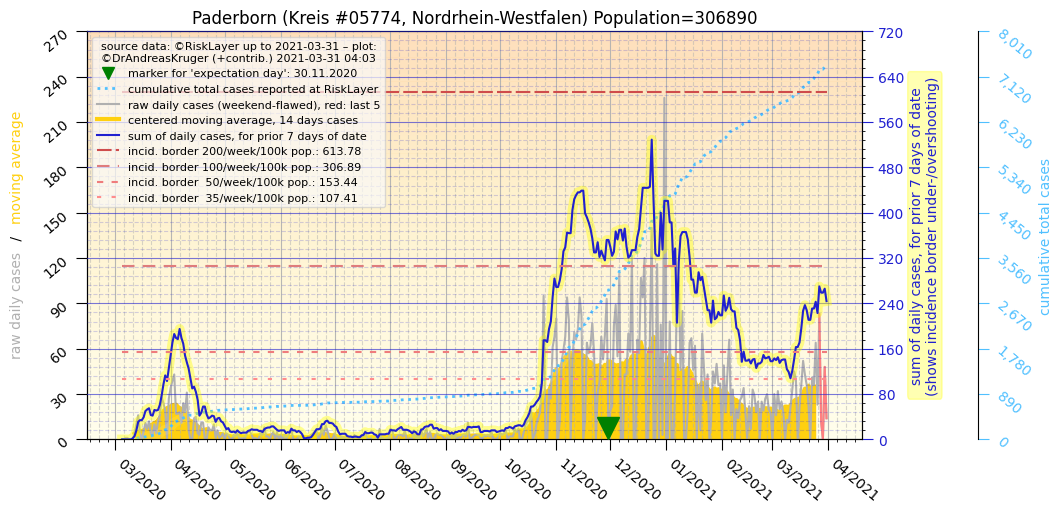 Paderborn (Kreis #05774, Nordrhein-Westfalen) Population=306890
source data: ©RiskLayer up to 2021-03-31 – plot:
©DrAndreasKruger (+contrib.) 2021-03-31 04:03
marker for 'expectation day': 30.11.2020
cumulative total cases reported at RiskLayer
raw daily cases (weekend-flawed), red: last 5
centered moving average, 14 days cases
sum of daily cases, for prior 7 days of date
incid. border 200/week/100k pop.: 613.78
incid. border 100/week/100k pop.: 306.89
incid. border  50/week/100k pop.: 153.44
incid. border  35/week/100k pop.: 107.41
raw daily cases / moving average
270
240
210
180
150
120
90
60
30
0
720
640
560
480
400
320
240
160
80
0
sum of daily cases, for prior 7 days of date
(shows incidence border under-/overshooting)
8,010
7,120
6,230
5,340
4,450
3,560
2,670
1,780
890
0
cumulative total cases
03/2020
04/2020
05/2020
06/2020
07/2020
08/2020
09/2020
10/2020
11/2020
12/2020
01/2021
02/2021
03/2021
04/2021